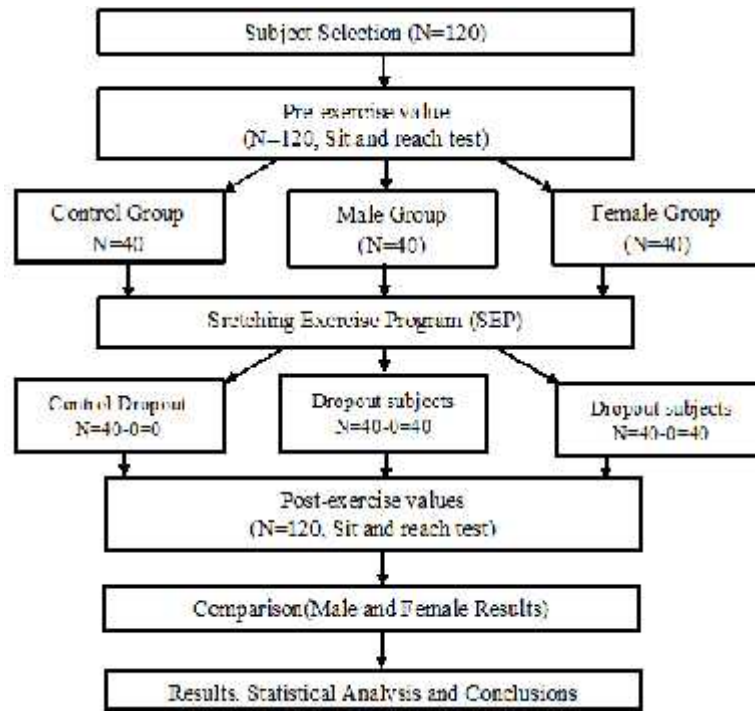 Subject Selection (N=120)
Pre exercise value
(N=120, Sit and reach test)
Control Group
N=40
Male Group
(N=40)
Female Group
(N=40)
Sretching Exercise Program (SEP)
Control Dropout
N=40-0=0
Dropout subjects
N=40-0=40
Dropout subjects
N=40-0=40
Post-exercise values
(N=120, Sit and reach test)
Comparison(Male and Female Results)
Results, Statistical Analysis and Conclusions